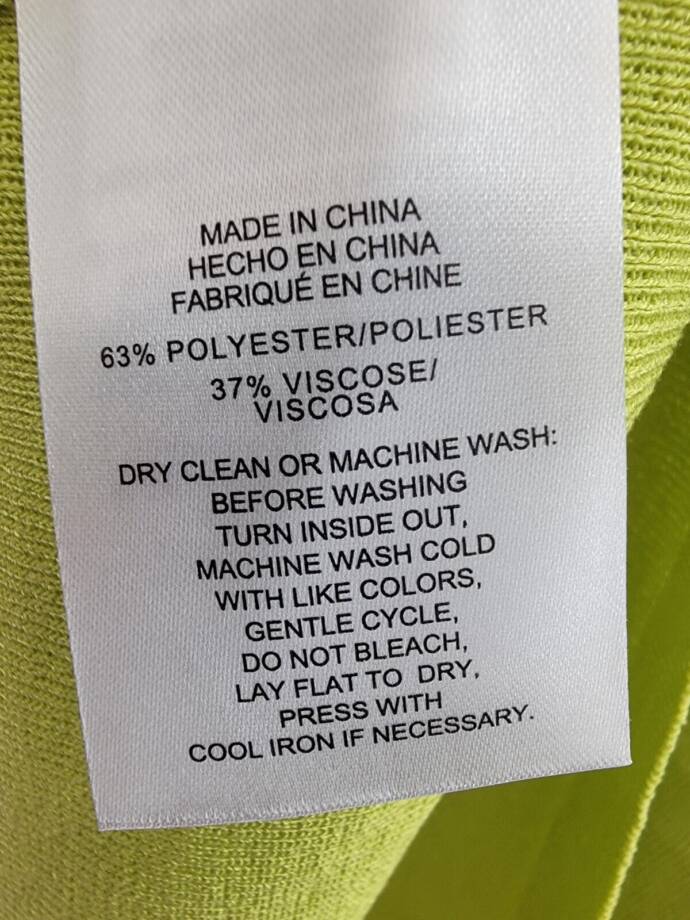 MADE IN CHINA
HECHO EN CHINA
FABRIQUÉ EN CHINE
63% POLYESTER/POLIESTER
37% VISCOSE/
VISCOSA
DRY CLEAN OR MACHINE WASH:
BEFORE WASHING
TURN INSIDE OUT,
MACHINE WASH COLD
WITH LIKE COLORS,
GENTLE CYCLE,
DO NOT BLEACH,
LAY FLAT TO DRY,
PRESS WITH
COOL IRON IF NECESSARY.